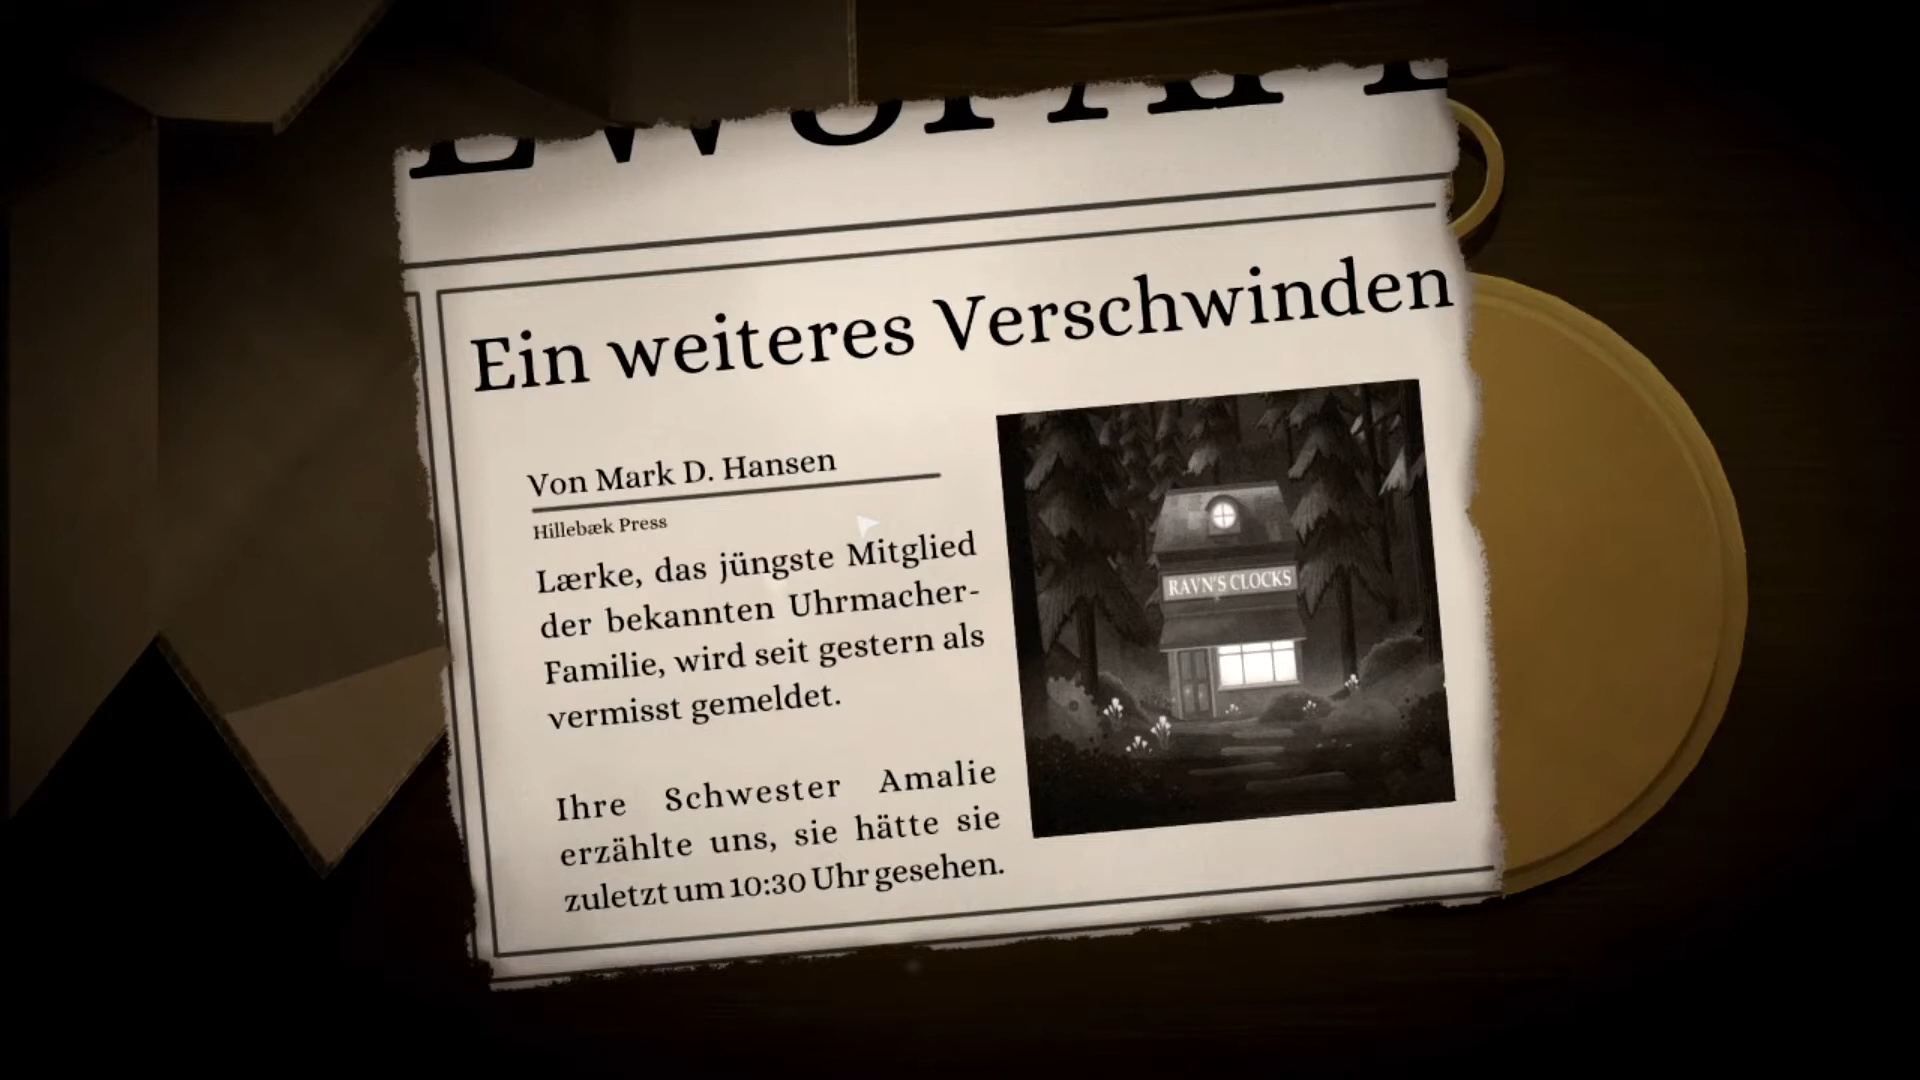 Ein weiteres Verschwinden
Von Mark D. Hansen
Hillebæk Press
Lærke, das jüngste Mitglied
der bekannten Uhrmacher-
Familie, wird seit gestern als
vermisst gemeldet.
Ihre Schwester Amalie
erzählte uns, sie hätte sie
zuletzt um 10:30 Uhr gesehen.
RAVN'S CLOCKS